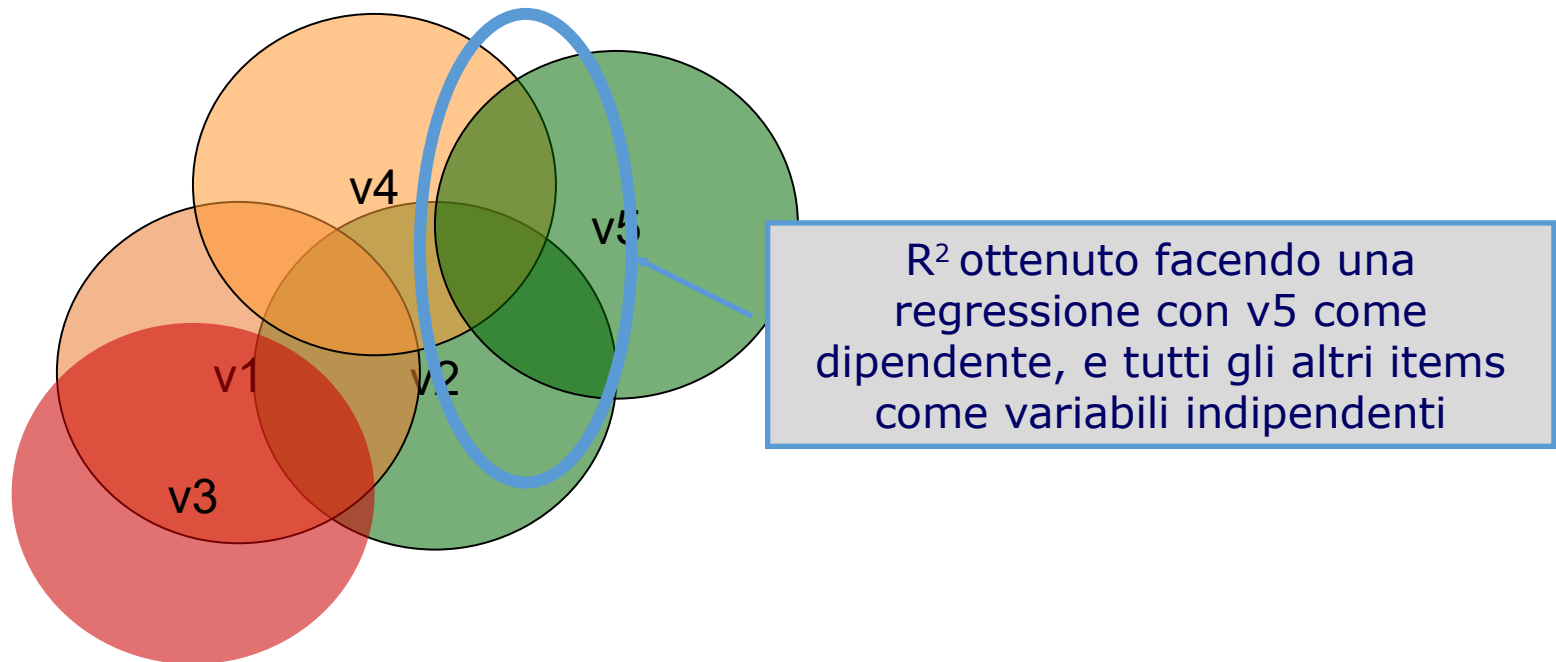 v4
v5
v1
v2
v3
R² ottenuto facendo una
regressione con v5 come
dipendente, e tutti gli altri items
come variabili indipendenti